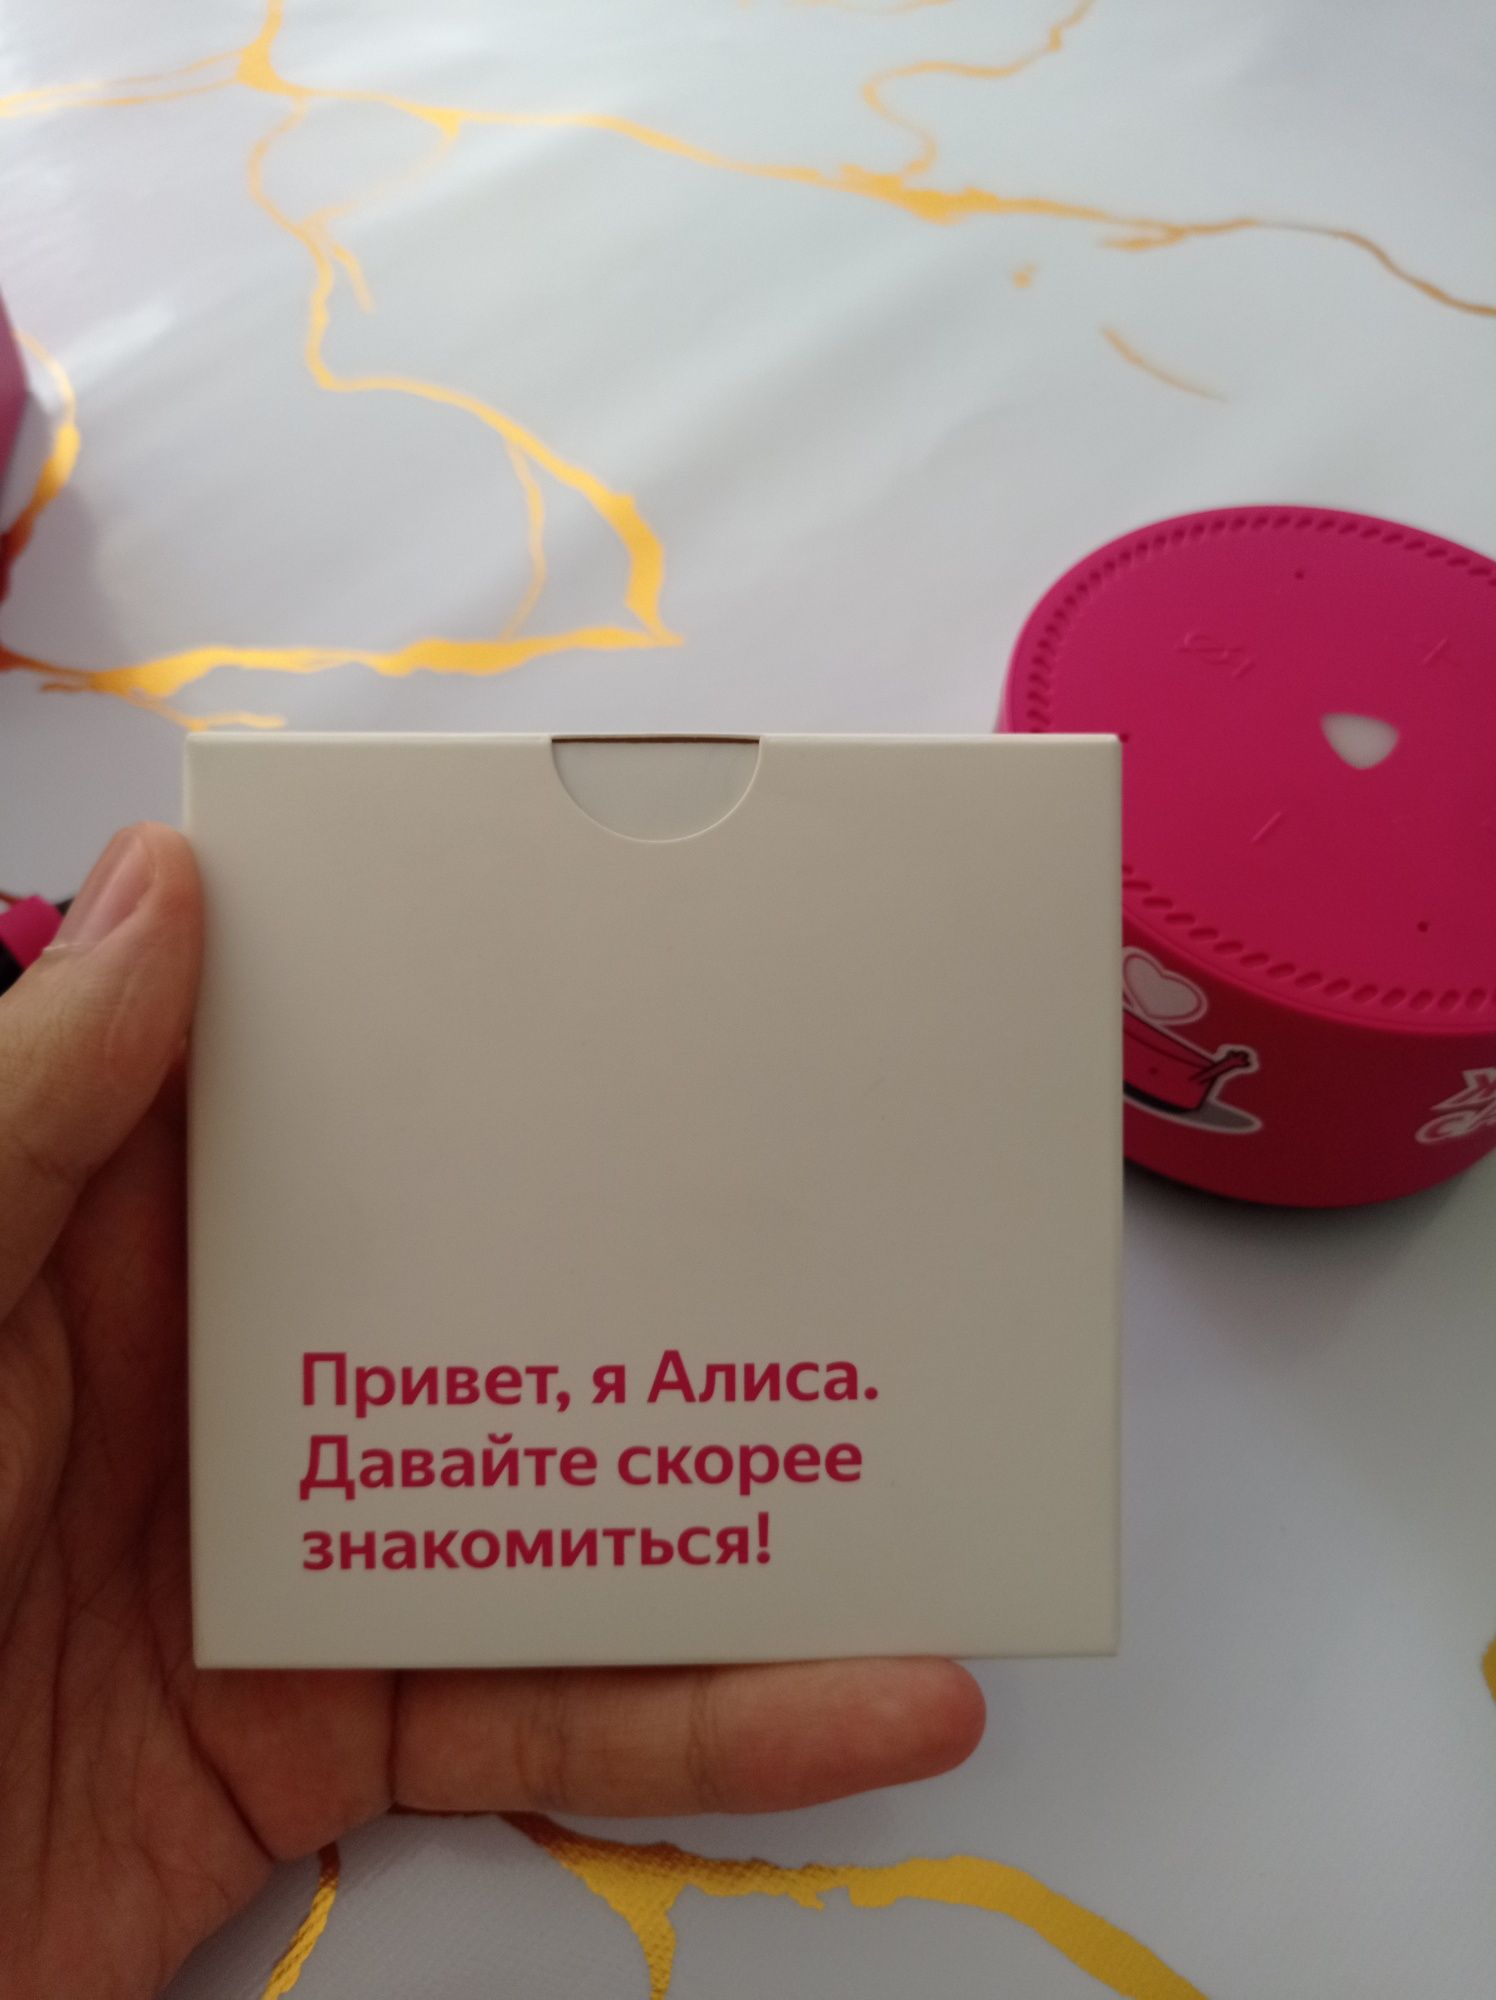 Привет, я Алиса.
Давайте скорее
знакомиться!